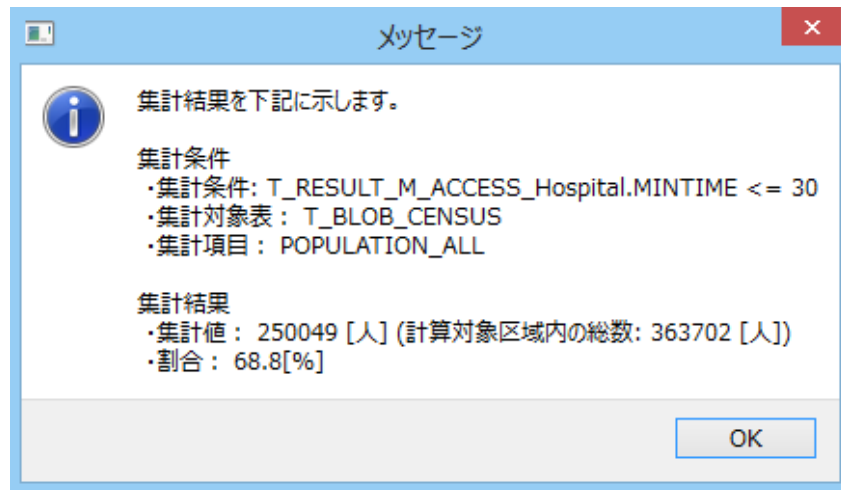 メッセージ
集計結果を下記に示します。
集計条件
・集計条件: T_RESULT_M_ACCESS_Hospital.MINTIME <= 30
・集計対象表： T_BLOB_CENSUS
・集計項目： POPULATION_ALL
集計結果
・集計値： 250049 [人] (計算対象区域内の総数: 363702 [人])
・割合： 68.8[%]
OK